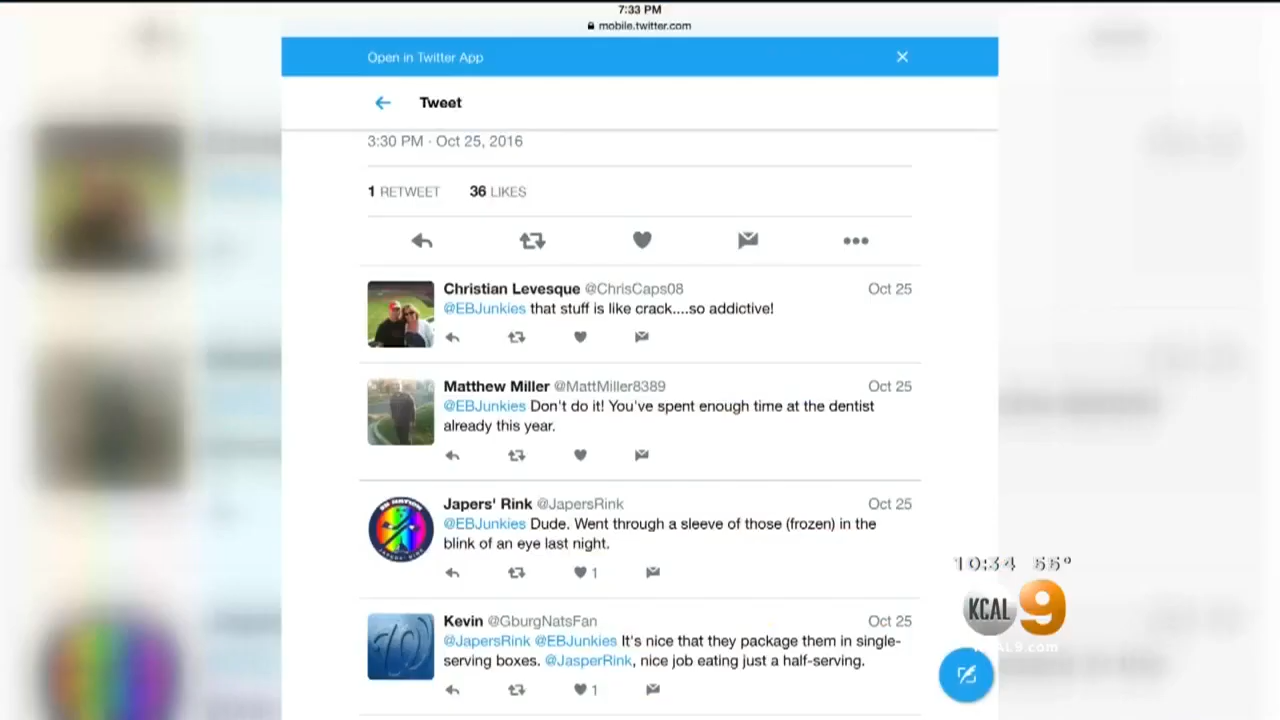 7:33 PM
mobile.twitter.com
Open in Twitter App
Tweet
3:30 PM · Oct 25, 2016
1 RETWEET 36 LIKES
Christian Levesque @ChrisCaps08 Oct 25
@EBJunkies that stuff is like crack....so addictive!
Matthew Miller @MattMiller8389 Oct 25
@EBJunkies Don't do it! You've spent enough time at the dentist
already this year.
Japers' Rink @JapersRink Oct 25
@EBJunkies Dude. Went through a sleeve of those (frozen) in the
blink of an eye last night.
1
Kevin @GburgNatsFan Oct 25
@JapersRink @EBJunkies It's nice that they package them in single-
serving boxes. @JasperRink, nice job eating just a half-serving.
1
10:34 55°
KCAL 9
KCAL9.com